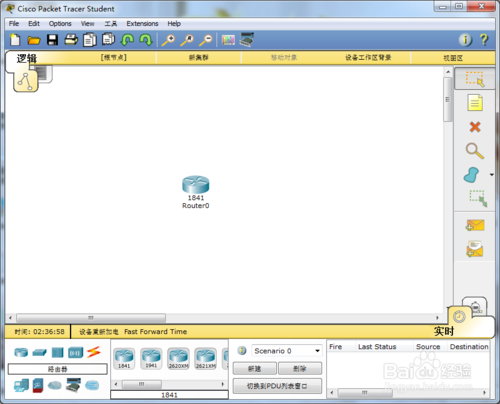 Cisco Packet Tracer Student
File Edit Options View 工具 Extensions Help
逻辑 [根节点] 新集群 移动对象 设备工作区背景 视图区
1841
Router0
时间: 02:36:58 设备重新加电 Fast Forward Time 实时
路由器
1841 1941 2620XM 2621XM
1841
Scenario 0
新建 删除
切换到PDU列表窗口
Fire Last Status Source Destination
Baidu 经验